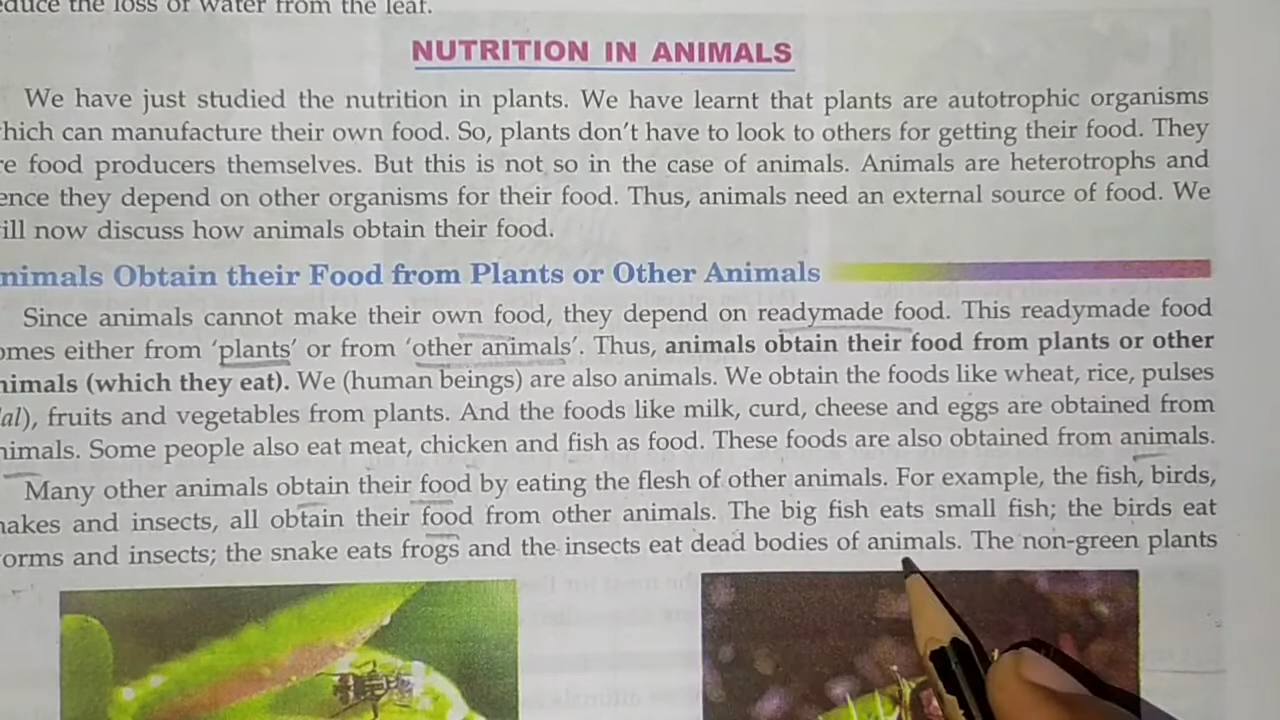 educe the loss of water from the leaf.
NUTRITION IN ANIMALS
We have just studied the nutrition in plants. We have learnt that plants are autotrophic organisms
hich can manufacture their own food. So, plants don't have to look to others for getting their food. They
re food producers themselves. But this is not so in the case of animals. Animals are heterotrophs and
ence they depend on other organisms for their food. Thus, animals need an external source of food. We
ill now discuss how animals obtain their food.
nimals Obtain their Food from Plants or Other Animals
Since animals cannot make their own food, they depend on readymade food. This readymade food
omes either from 'plants' or from 'other animals'. Thus, animals obtain their food from plants or other
nimals (which they eat). We (human beings) are also animals. We obtain the foods like wheat, rice, pulses
al), fruits and vegetables from plants. And the foods like milk, curd, cheese and eggs are obtained from
nimals. Some people also eat meat, chicken and fish as food. These foods are also obtained from animals.
Many other animals obtain their food by eating the flesh of other animals. For example, the fish, birds,
nakes and insects, all obtain their food from other animals. The big fish eats small fish; the birds eat
orms and insects; the snake eats frogs and the insects eat dead bodies of animals. The non-green plants